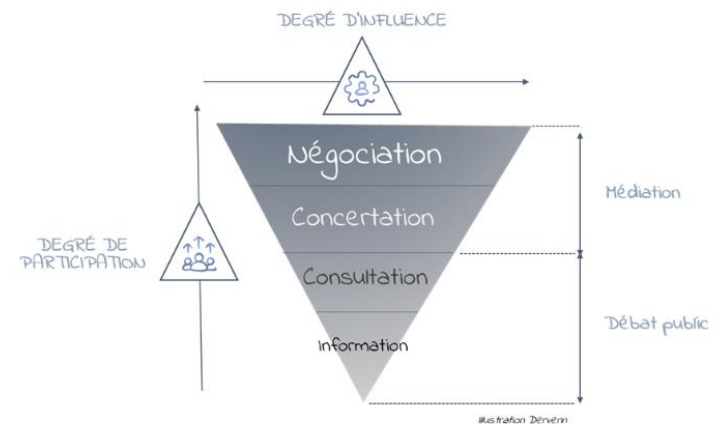 DEGRÉ D'INFLUENCE
Négociation
Concertation
Médiation
DEGRÉ DE
PARTICIPATION
Consultation
Information
Débat public
Illustration Dervenn